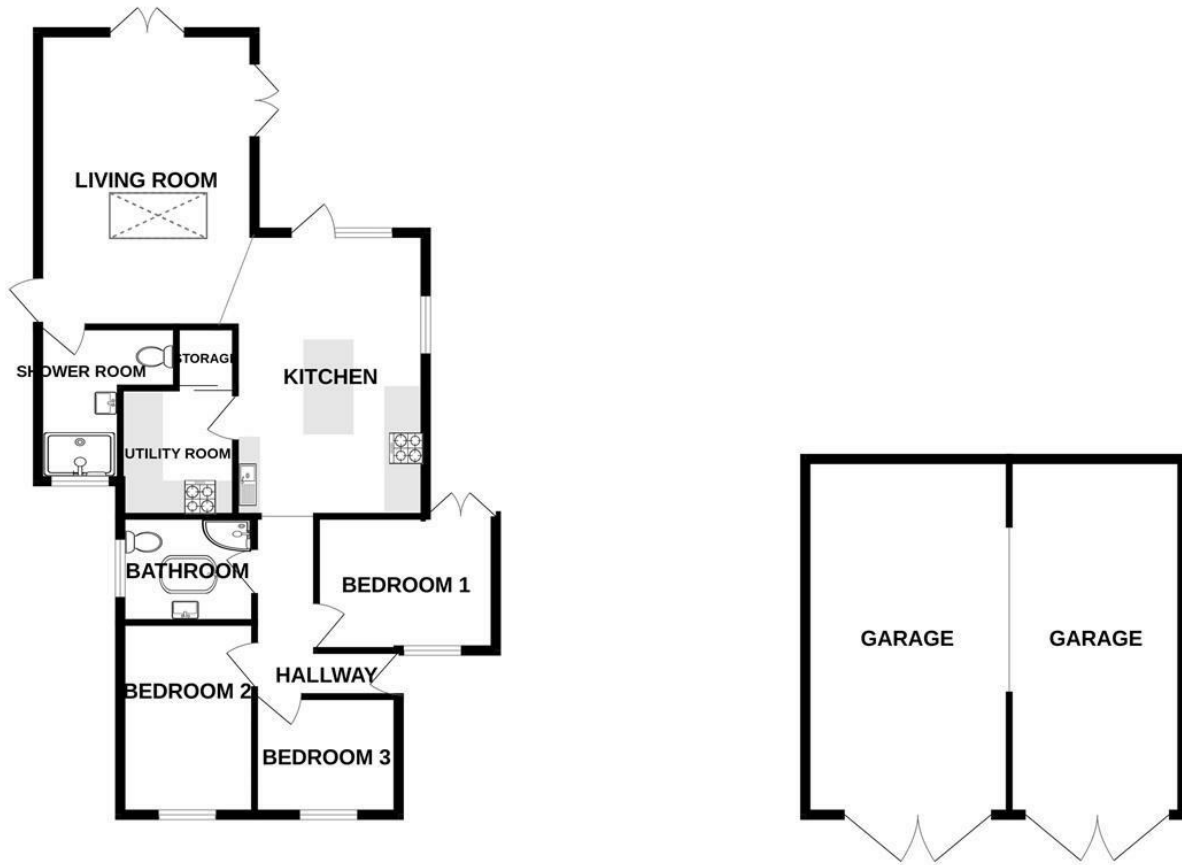 LIVING ROOM
SHOWER ROOM
STORAGE
KITCHEN
UTILITY ROOM
BATHROOM
BEDROOM 1
HALLWAY
BEDROOM 2
BEDROOM 3
GARAGE
GARAGE